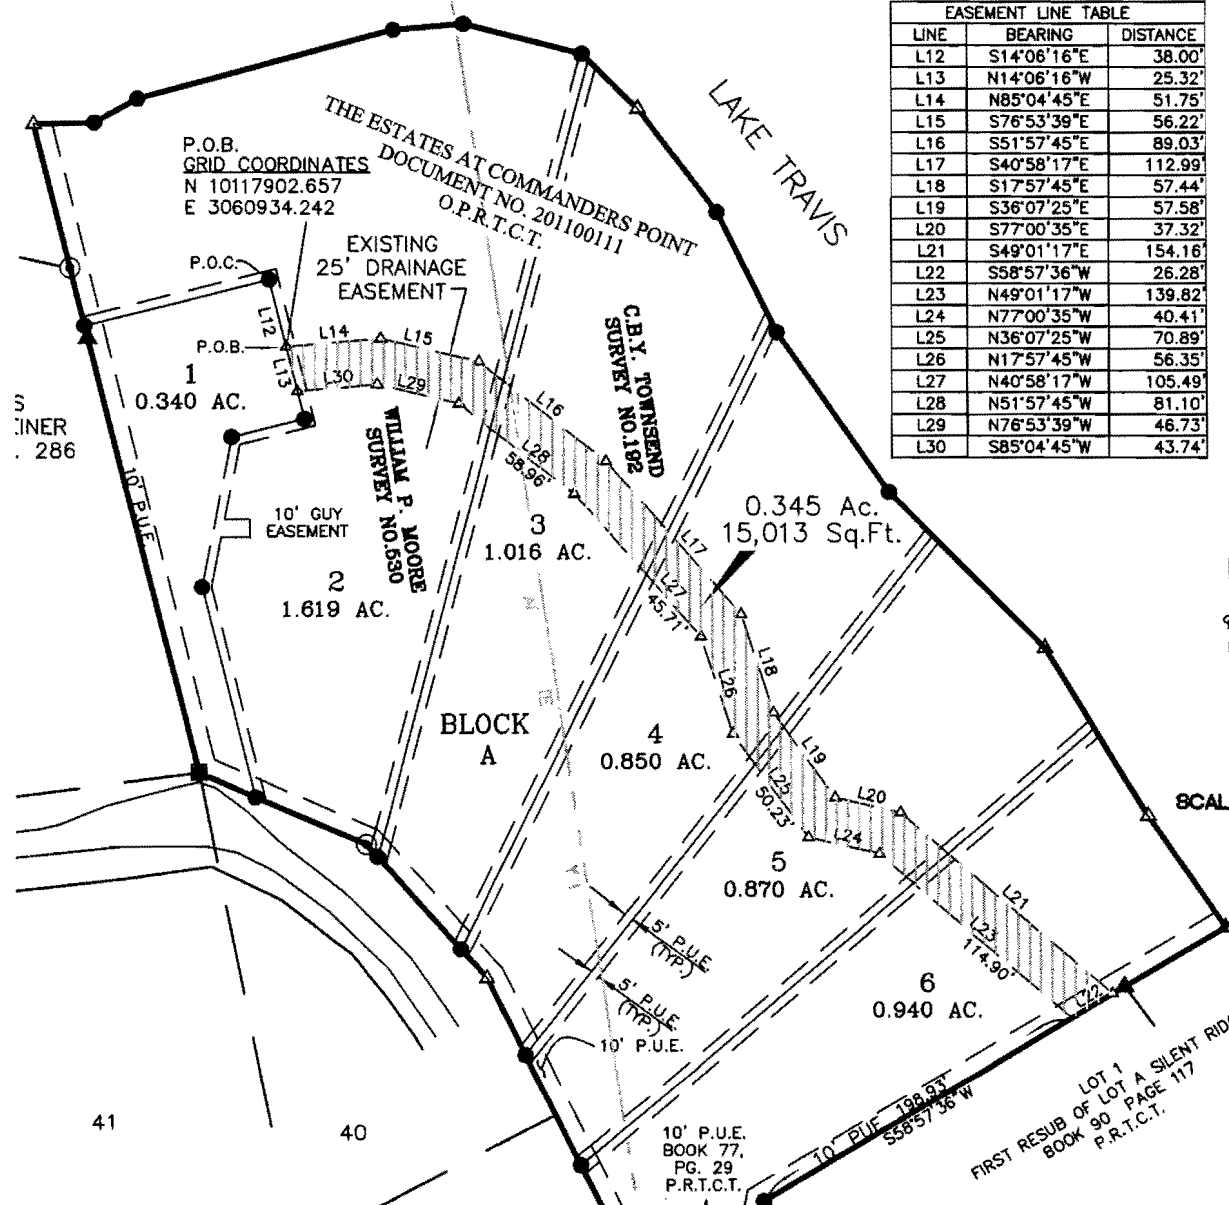 EASEMENT LINE TABLE
LINE BEARING DISTANCE
L12 S14°06'16"E 38.00'
L13 N14°06'16"W 25.32'
L14 N85°04'45"E 51.75'
L15 S76°53'39"E 56.22'
L16 S51°57'45"E 89.03'
L17 S40°58'17"E 112.99'
L18 S17°57'45"E 57.44'
L19 S36°07'25"E 57.58'
L20 S77°00'35"E 37.32'
L21 S49°01'17"E 154.16'
L22 S58°57'36"W 26.28'
L23 N49°01'17"W 139.82'
L24 N77°00'35"W 40.41'
L25 N36°07'25"W 70.89'
L26 N17°57'45"W 56.35'
L27 N40°58'17"W 105.49'
L28 N51°57'45"W 81.10'
L29 N76°53'39"W 46.73'
L30 S85°04'45"W 43.74'
LAKE TRAVIS
THE ESTATES AT COMMANDERS POINT
DOCUMENT NO. 201100111
O.P.R.T.C.T.
P.O.B.
GRID COORDINATES
N 10117902.657
E 3060934.242
EXISTING
25' DRAINAGE
EASEMENT
P.O.C.
P.O.B.
L12
L13
L14
L15
L30
L29
L16
L28
58.96'
C.B.Y. TOWNSEND
SURVEY NO.192
WILLIAM P. MOORE
SURVEY NO.530
1
0.340 AC.
S
EINER
. 286
10' P.U.E.
10' GUY
EASEMENT
2
1.619 AC.
3
1.016 AC.
0.345 Ac.
15,013 Sq.Ft.
L17
L27
45.71'
L18
L26
BLOCK
A
4
0.850 AC.
L19
L25
50.23'
L20
L24
5
0.870 AC.
L21
L23
114.90'
L22
6
0.940 AC.
SCAL
5' P.U.E.
(TYP.)
5' P.U.E.
(TYP.)
10' P.U.E.
10' PUE 198.93'
S58°57'36"W
LOT 1
FIRST RESUB OF LOT A SILENT RIDG
BOOK 90 PAGE 117
P.R.T.C.T.
10' P.U.E.
BOOK 77,
PG. 29
P.R.T.C.T.
41
40